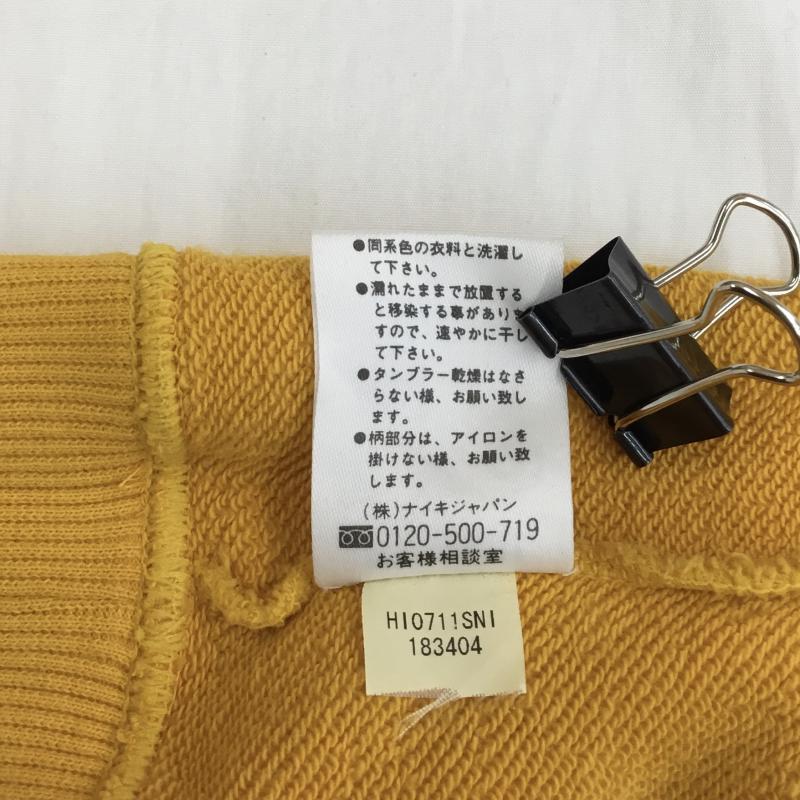 ●同系色の衣料と洗濯し
て下さい。
●濡れたままで放置する
と移染する事がありま
すので、速やかに干し
て下さい。
●タンブラー乾燥はなさ
らない様、お願い致し
ます。
●柄部分は、アイロンを
掛けない様、お願い致
します。
(株)ナイキジャパン
0120-500-719
お客様相談室
HI0711SNI
183404